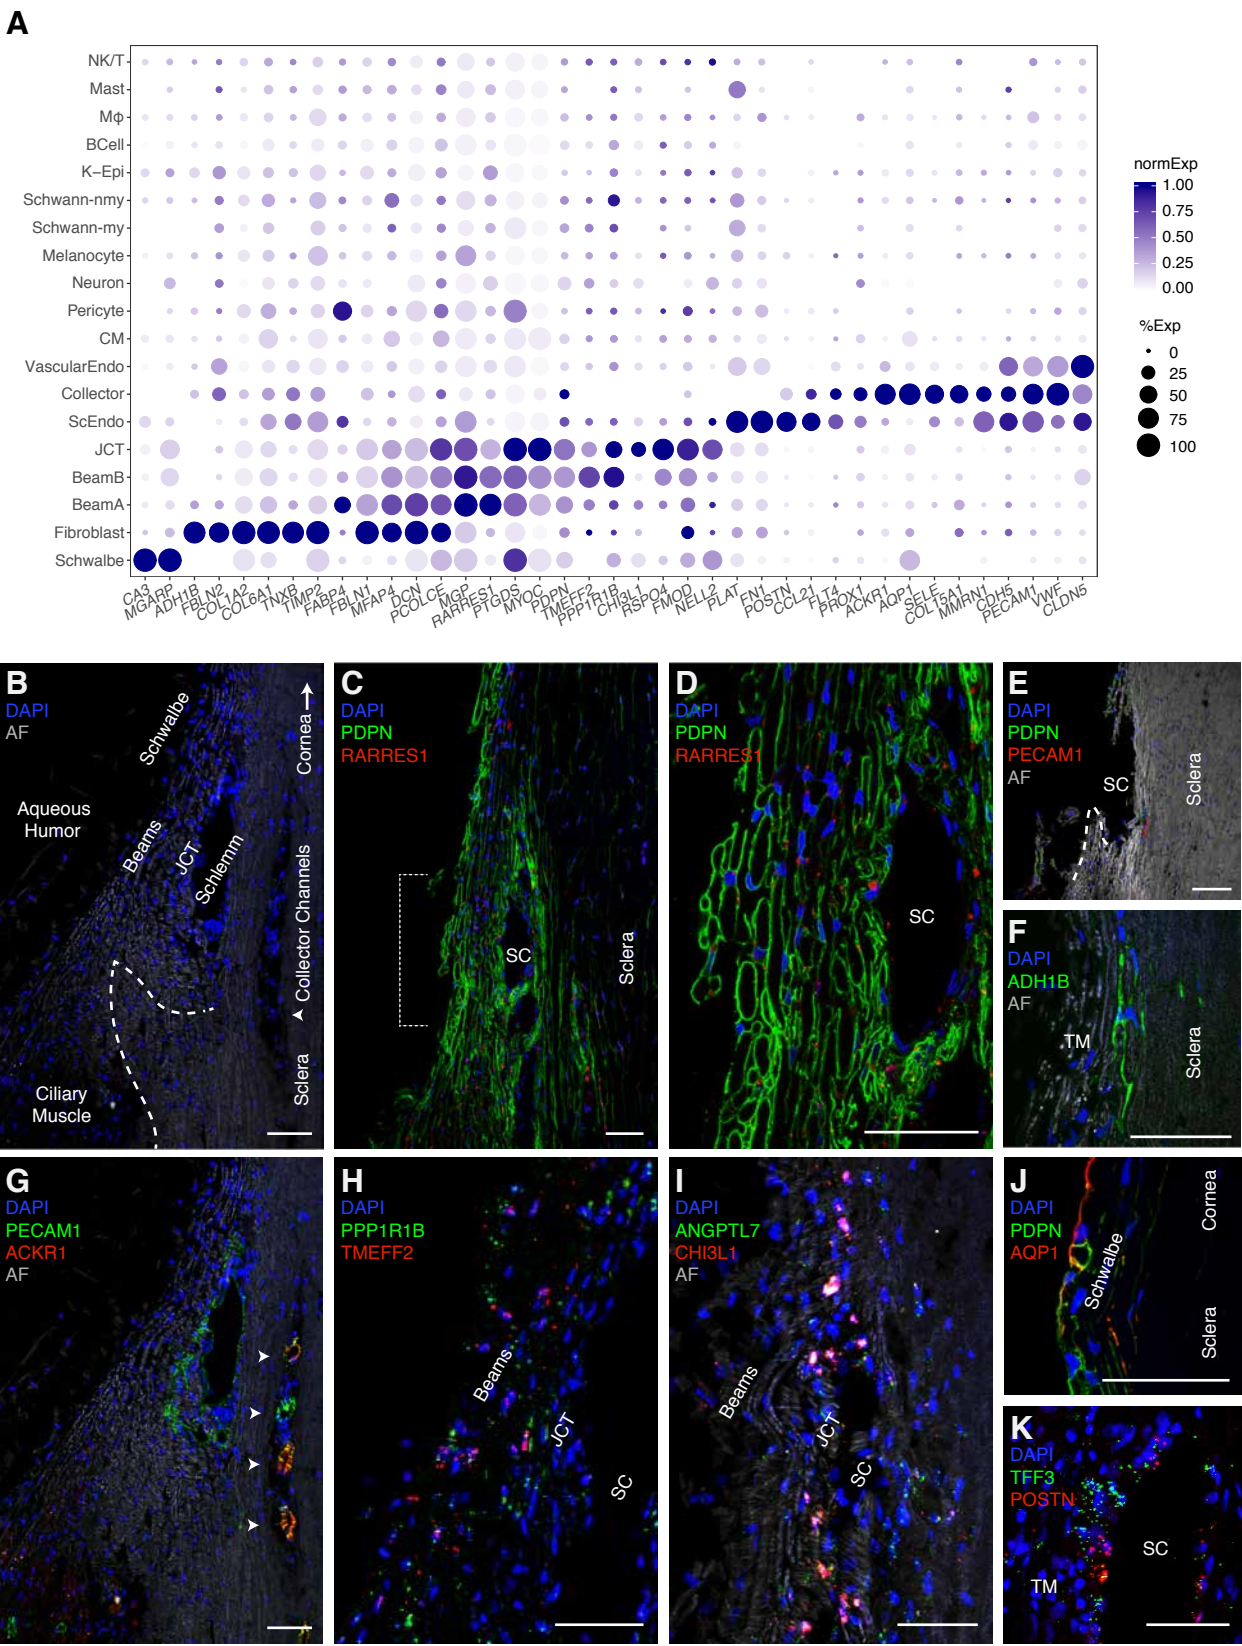 A
NK/T
Mast
Mϕ
BCell
K−Epi
Schwann-nmy
Schwann-my
Melanocyte
Neuron
Pericyte
CM
VascularEndo
Collector
ScEndo
JCT
BeamB
BeamA
Fibroblast
Schwalbe
CA3
MGARP
ADH1B
FBLN2
COL1A2
COL6A1
TNXB
TIMP2
FABP4
FBLN1
MFAP4
DCN
PCOLCE
MGP
RARRES1
PTGDS
MYOC
PDPN
TMEFF2
PPP1R1B
CHI3L1
RSPO4
FMOD
NELL2
PLAT
FN1
POSTN
CCL21
FLT4
PROX1
ACKR1
AQP1
SELE
COL15A1
MMRN1
CDH5
PECAM1
VWF
CLDN5
normExp
1.00
0.75
0.50
0.25
0.00
%Exp
0
25
50
75
100
B
DAPI
AF
Schwalbe
Cornea
Aqueous
Humor
Beams
JCT
Schlemm
Collector Channels
Sclera
Ciliary
Muscle
C
DAPI
PDPN
RARRES1
SC
Sclera
D
DAPI
PDPN
RARRES1
SC
E
DAPI
PDPN
PECAM1
AF
SC
Sclera
F
DAPI
ADH1B
AF
TM
Sclera
G
DAPI
PECAM1
ACKR1
AF
H
DAPI
PPP1R1B
TMEFF2
Beams
JCT
SC
I
DAPI
ANGPTL7
CHI3L1
AF
Beams
JCT
SC
J
DAPI
PDPN
AQP1
Schwalbe
Cornea
Sclera
K
DAPI
TFF3
POSTN
SC
TM